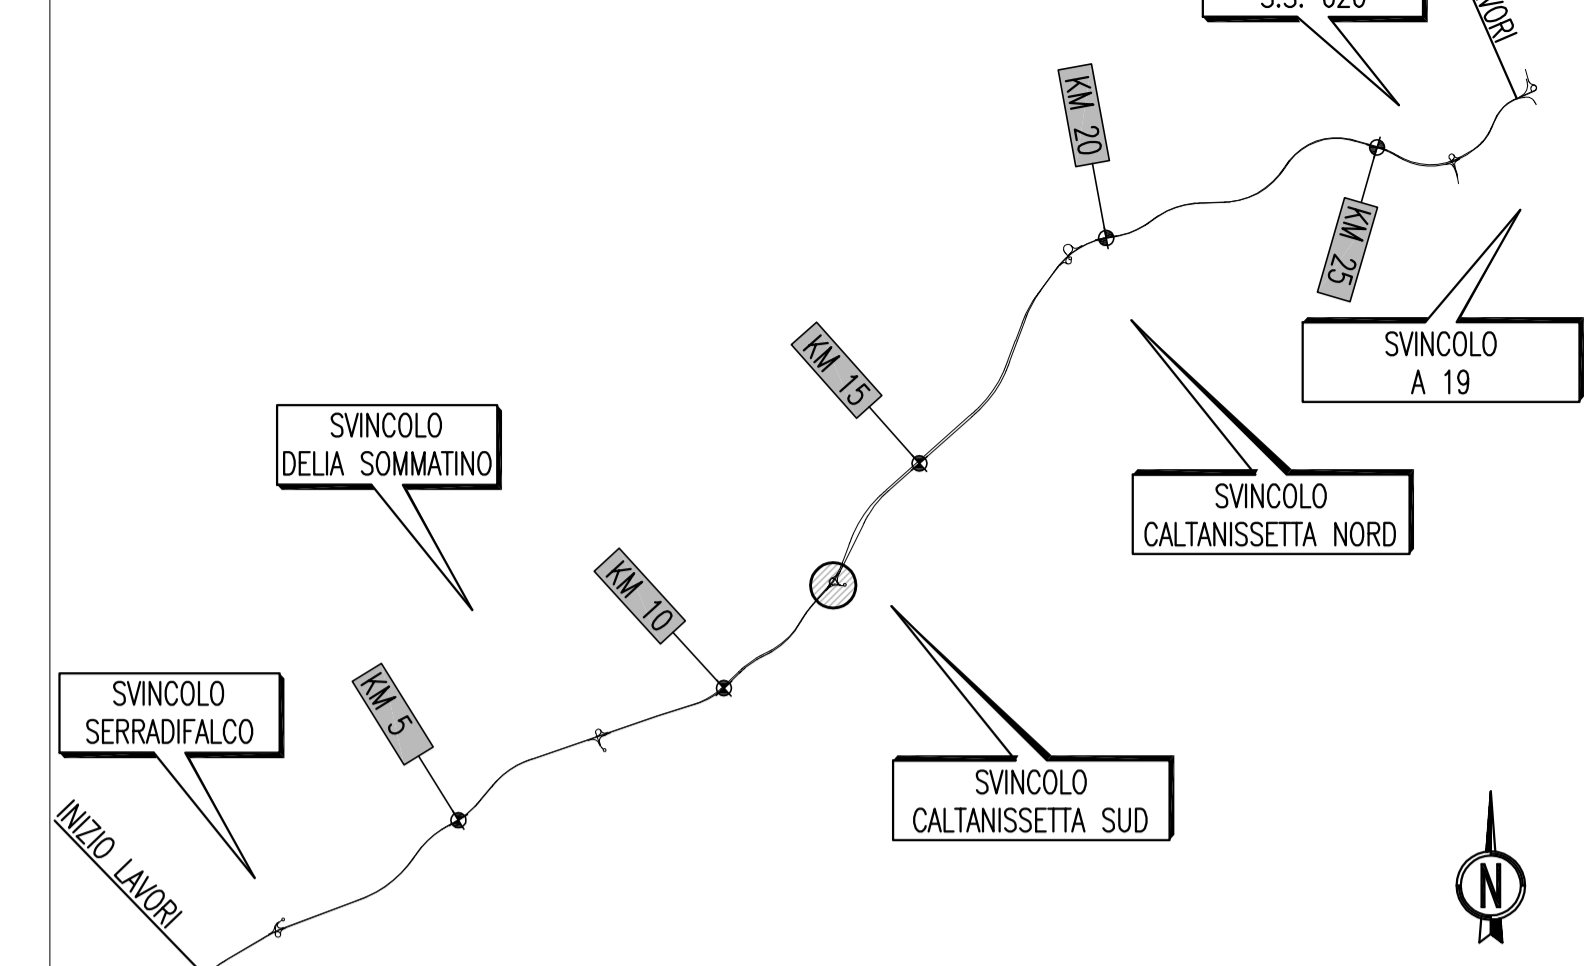 KM 20
KM 25
SVINCOLO
A 19
KM 15
SVINCOLO
DELIA SOMMATINO
SVINCOLO
CALTANISSETTA NORD
KM 10
KM 5
SVINCOLO
SERRADIFALCO
SVINCOLO
CALTANISSETTA SUD
INIZIO LAVORI
N